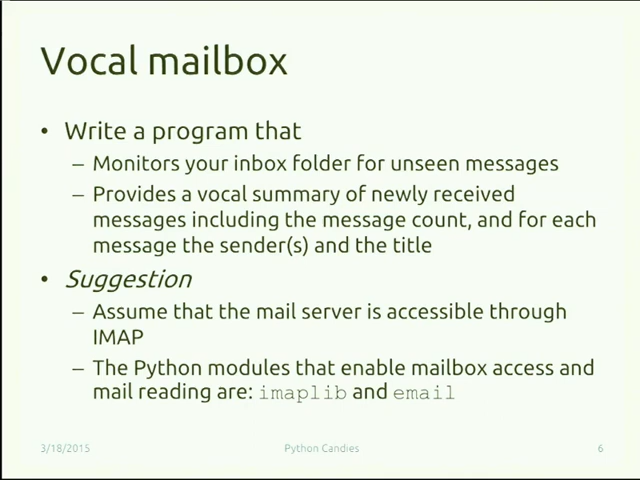 Vocal mailbox
• Write a program that
– Monitors your inbox folder for unseen messages
– Provides a vocal summary of newly received
messages including the message count, and for each
message the sender(s) and the title
• Suggestion
– Assume that the mail server is accessible through
IMAP
– The Python modules that enable mailbox access and
mail reading are: imaplib and email
3/18/2015 Python Candies 6